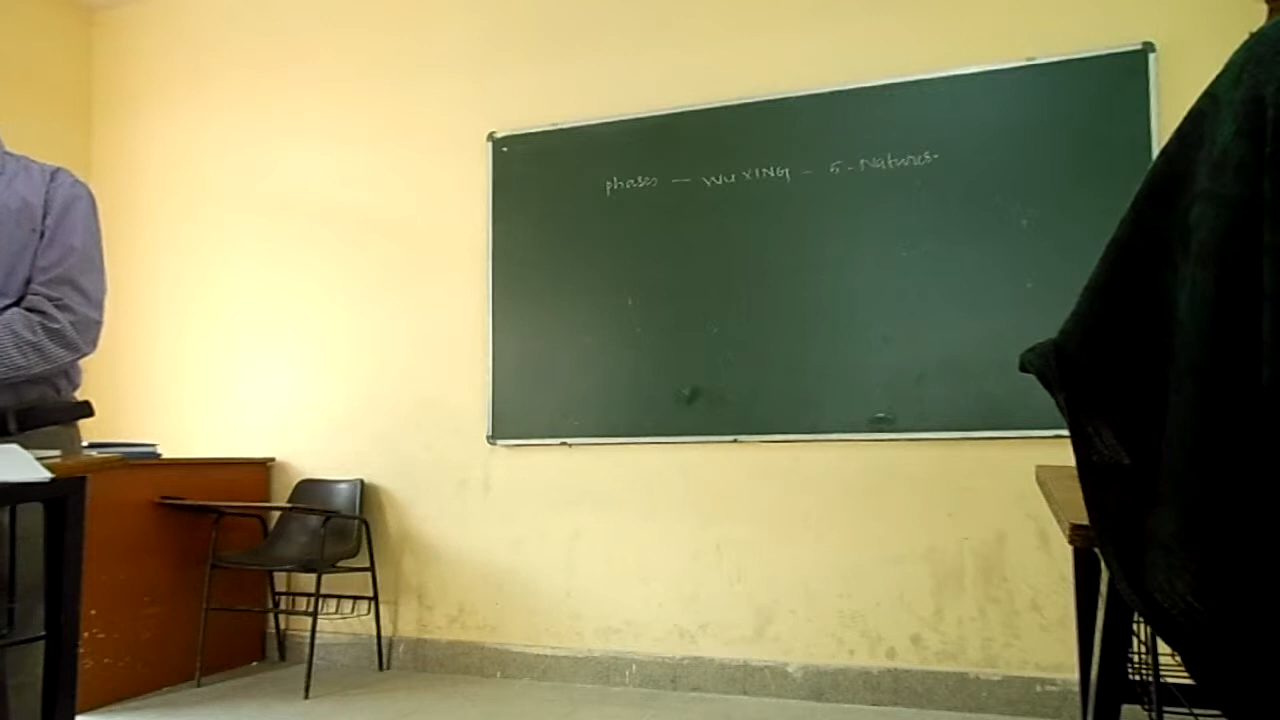 phases — WU XING - 5 - Natures.